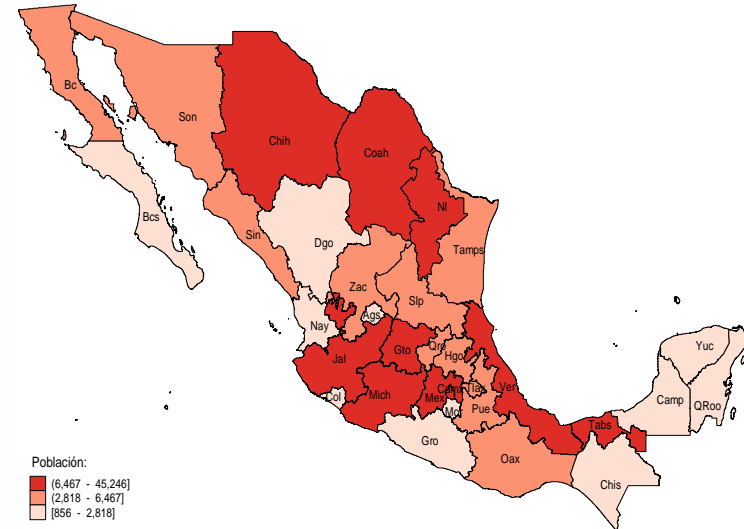 Bc
Son
Chih
Coah
Nl
Bcs
Sin
Dgo
Tamps
Zac
Slp
Nay
Ags
Yuc
Jal
Gto
Qro
Hgo
Col
Mich
Mex
Tlax
Ver
Camp
QRoo
Mor
Pue
Tabs
Gro
Oax
Chis
Población:
(6,467 - 45,246]
(2,818 - 6,467]
[856 - 2,818]